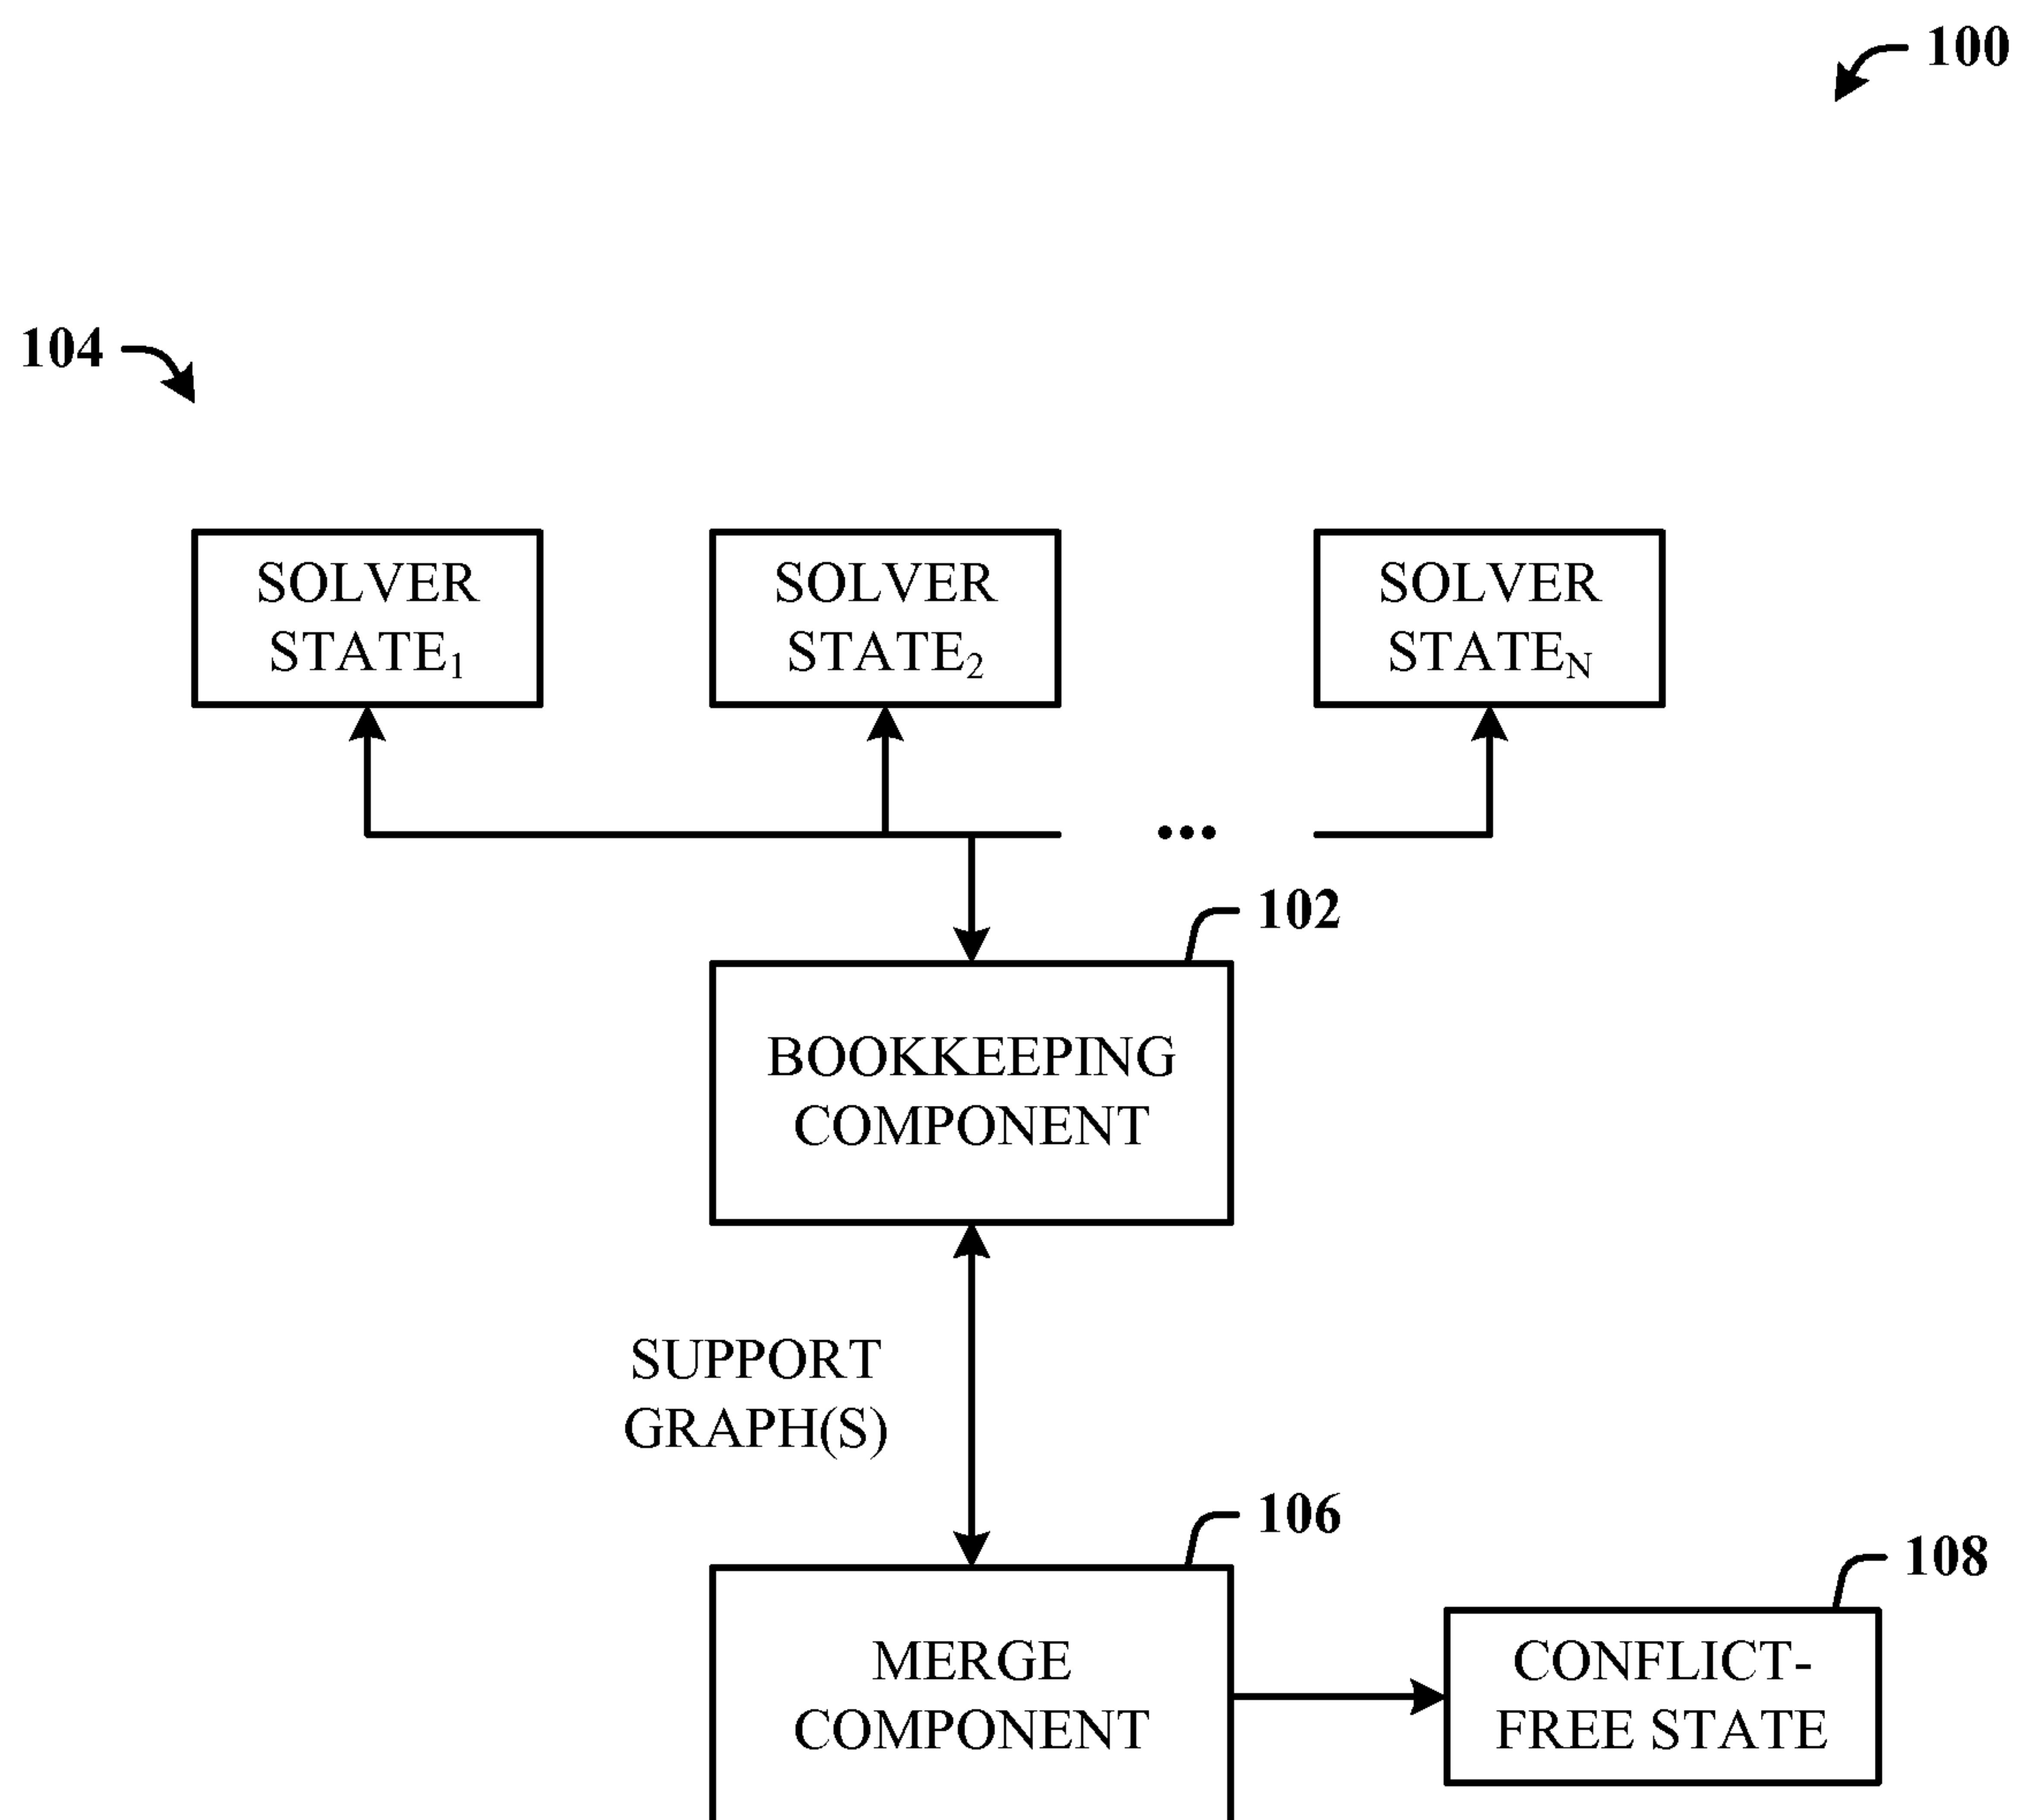 100
104
SOLVER
STATE₁
SOLVER
STATE₂
SOLVER
STATE_N
...
102
BOOKKEEPING
COMPONENT
SUPPORT
GRAPH(S)
106
MERGE
COMPONENT
108
CONFLICT-
FREE STATE